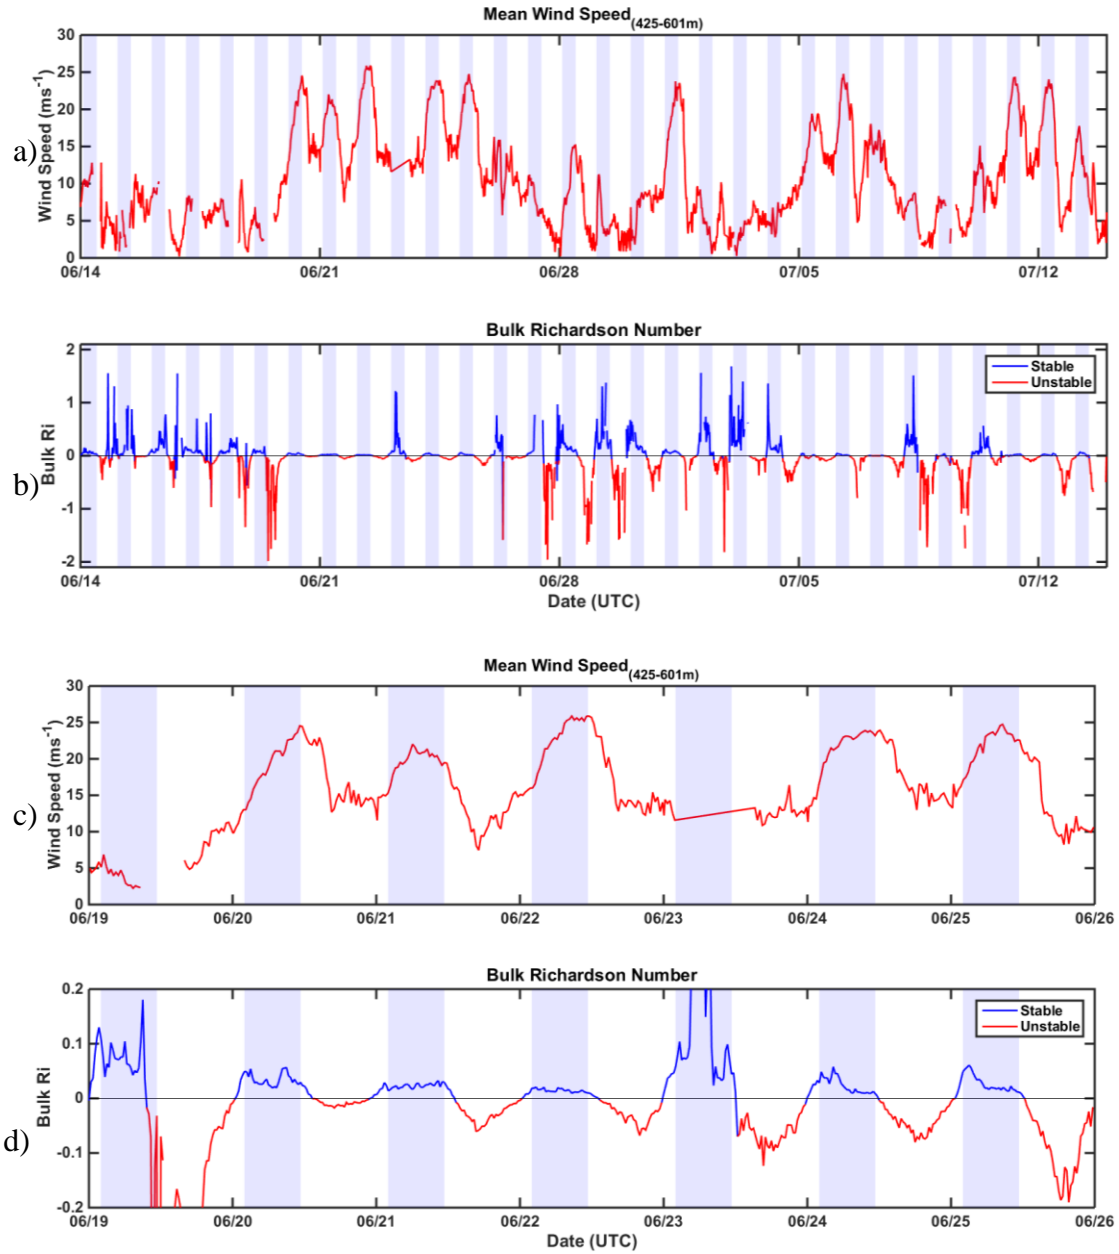 Mean Wind Speed(425-601m)
a)
Wind Speed (ms-1)
30
25
20
15
10
5
0
06/14 06/21 06/28 07/05 07/12
Bulk Richardson Number
b)
Bulk Ri
2
1
0
-1
-2
Stable
Unstable
06/14 06/21 06/28 07/05 07/12
Date (UTC)
Mean Wind Speed(425-601m)
c)
Wind Speed (ms-1)
30
25
20
15
10
5
0
06/19 06/20 06/21 06/22 06/23 06/24 06/25 06/26
Bulk Richardson Number
d)
Bulk Ri
0.2
0.1
0
-0.1
-0.2
Stable
Unstable
06/19 06/20 06/21 06/22 06/23 06/24 06/25 06/26
Date (UTC)